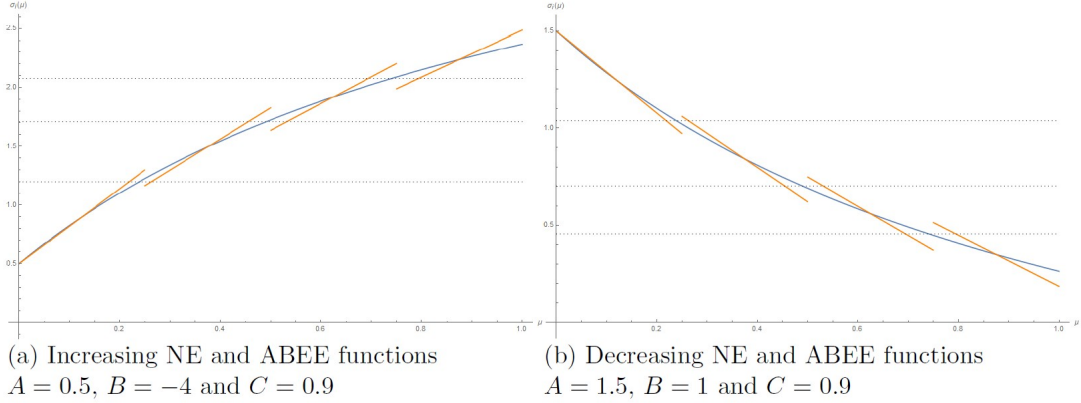 σᵢ(μ)
2.5
2.0
1.5
1.0
0.5
0.2
0.4
0.6
0.8
1.0
μ
(a) Increasing NE and ABEE functions
A = 0.5, B = −4 and C = 0.9
σᵢ(μ)
1.5
1.0
0.5
0.2
0.4
0.6
0.8
1.0
μ
(b) Decreasing NE and ABEE functions
A = 1.5, B = 1 and C = 0.9